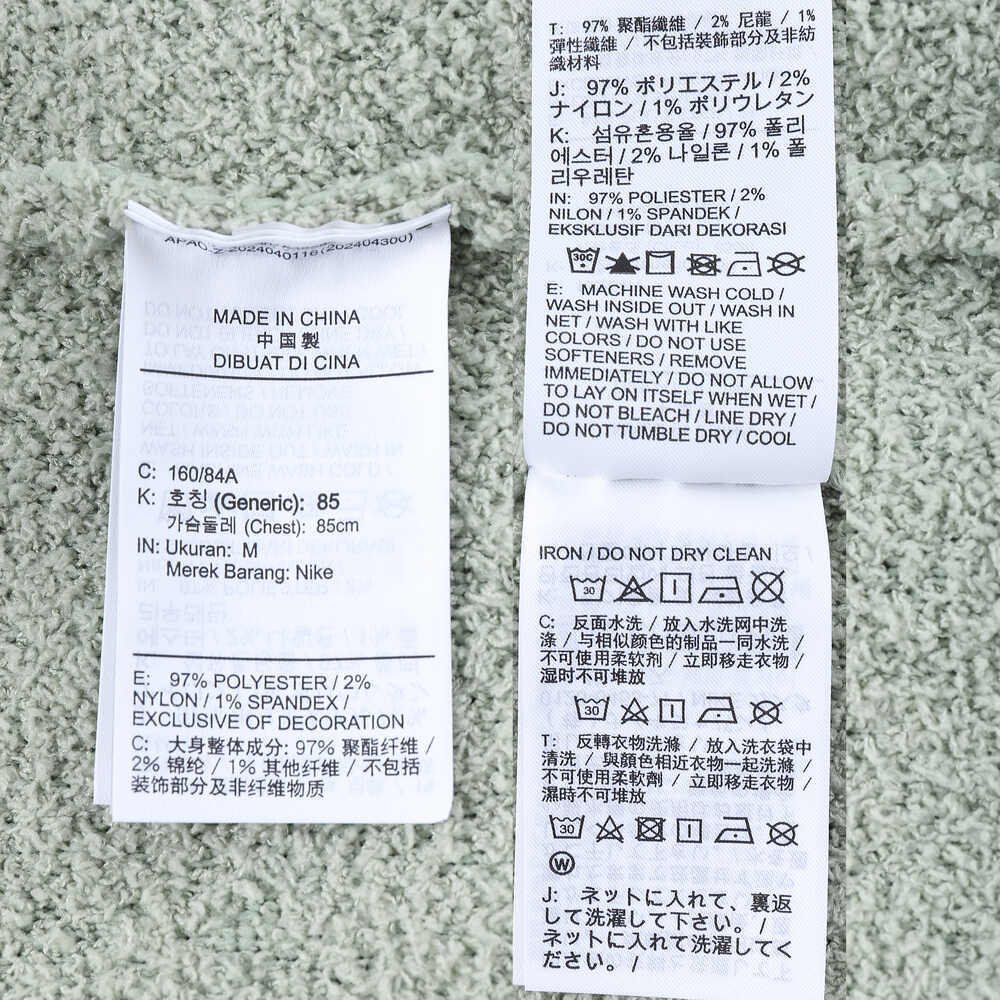 APAC-Z 2024040116 (202404300)
MADE IN CHINA
中国製
DIBUAT DI CINA
C: 160/84A
K: 호칭 (Generic): 85
가슴둘레 (Chest): 85cm
IN: Ukuran: M
Merek Barang: Nike
E: 97% POLYESTER / 2%
NYLON / 1% SPANDEX /
EXCLUSIVE OF DECORATION
C: 大身整体成分: 97% 聚酯纤维 /
2% 锦纶 / 1% 其他纤维 / 不包括
装饰部分及非纤维物质
T: 97% 聚酯纖維 / 2% 尼龍 / 1%
彈性纖維 / 不包括裝飾部分及非紡
織材料
J: 97% ポリエステル / 2%
ナイロン / 1% ポリウレタン
K: 섬유혼용율 / 97% 폴리
에스터 / 2% 나일론 / 1% 폴
리우레탄
IN: 97% POLIESTER / 2%
NILON / 1% SPANDEK /
EKSKLUSIF DARI DEKORASI
30C
E: MACHINE WASH COLD /
WASH INSIDE OUT / WASH IN
NET / WASH WITH LIKE
COLORS / DO NOT USE
SOFTENERS / REMOVE
IMMEDIATELY / DO NOT ALLOW
TO LAY ON ITSELF WHEN WET /
DO NOT BLEACH / LINE DRY /
DO NOT TUMBLE DRY / COOL
IRON / DO NOT DRY CLEAN
30
C: 反面水洗 / 放入水洗网中洗
涤 / 与相似颜色的制品一同水洗 /
不可使用柔软剂 / 立即移走衣物 /
湿时不可堆放
30
T: 反轉衣物洗滌 / 放入洗衣袋中
清洗 / 與顏色相近衣物一起洗滌 /
不可使用柔軟劑 / 立即移走衣物 /
濕時不可堆放
30
W
J: ネットに入れて、裏返
して洗濯して下さい。 /
ネットに入れて洗濯してく
ださい。 /